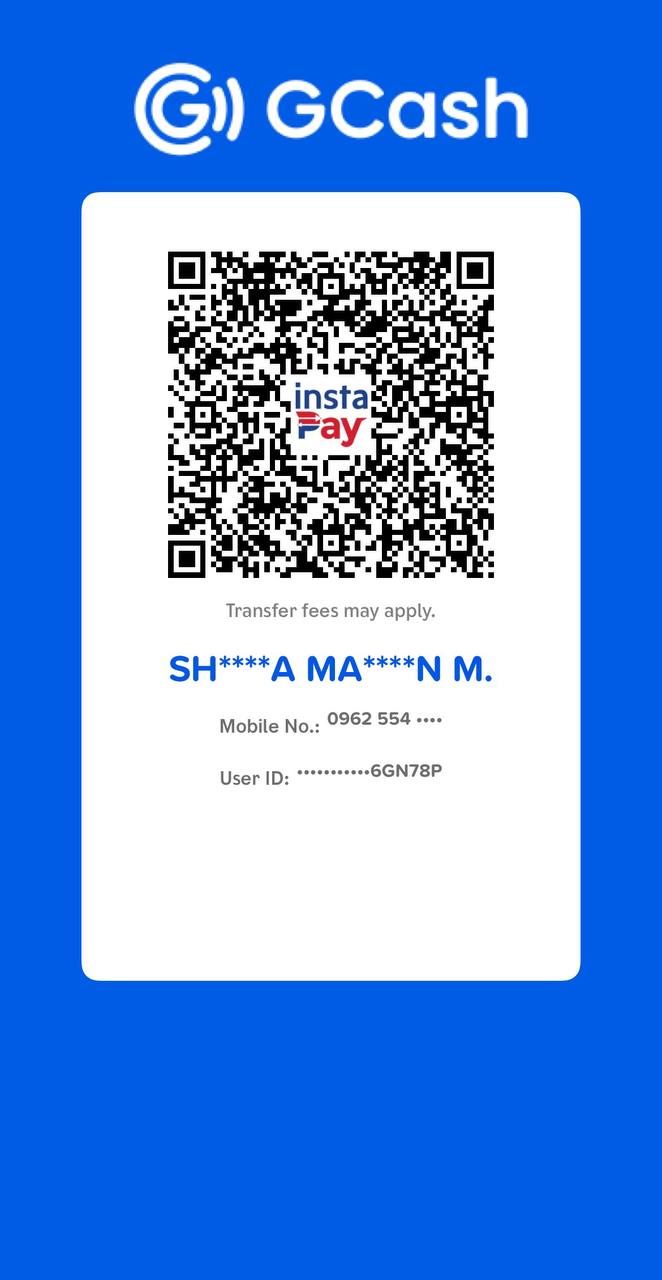 GCash
insta
Pay
Transfer fees may apply.
SH****A MA****N M.
Mobile No.: 0962 554 ••••
User ID: •••••••••••6GN78P